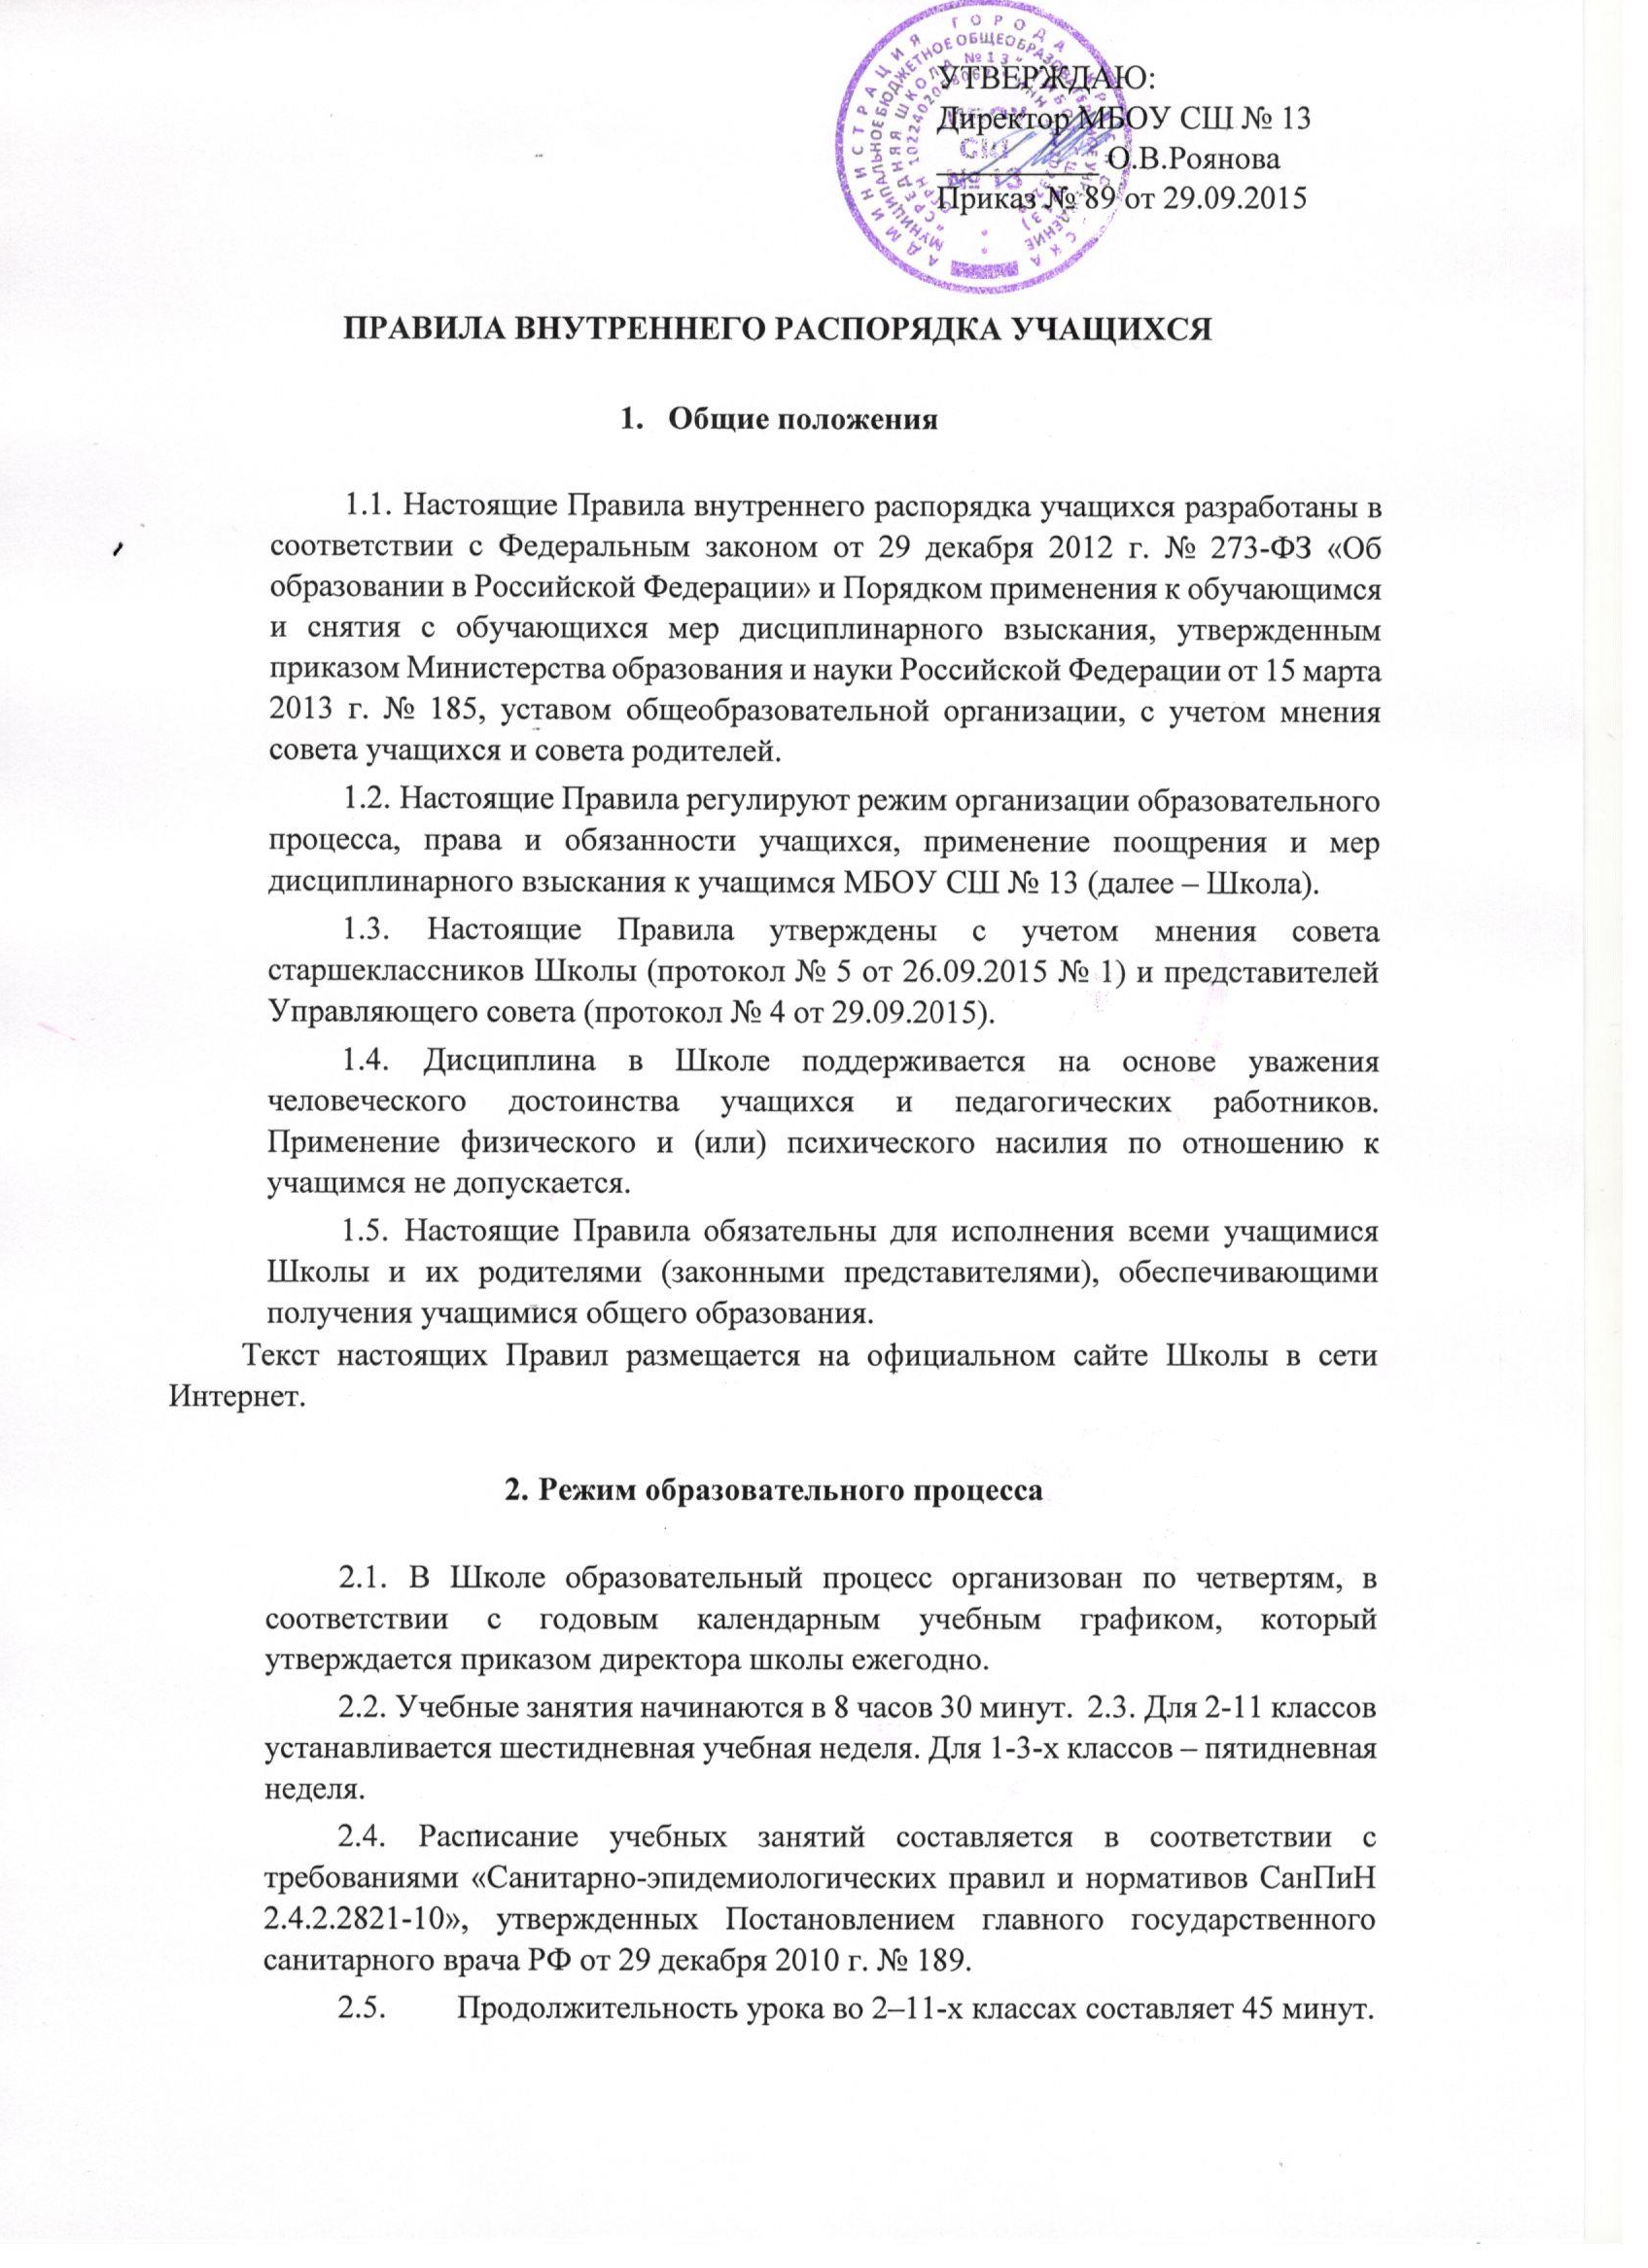 УТВЕРЖДАЮ:
Директор МБОУ СШ № 13
__________ О.В.Роянова
Приказ № 89 от 29.09.2015
ПРАВИЛА ВНУТРЕННЕГО РАСПОРЯДКА УЧАЩИХСЯ
1. Общие положения
1.1. Настоящие Правила внутреннего распорядка учащихся разработаны в
соответствии с Федеральным законом от 29 декабря 2012 г. № 273-ФЗ «Об
образовании в Российской Федерации» и Порядком применения к обучающимся
и снятия с обучающихся мер дисциплинарного взыскания, утвержденным
приказом Министерства образования и науки Российской Федерации от 15 марта
2013 г. № 185, уставом общеобразовательной организации, с учетом мнения
совета учащихся и совета родителей.
1.2. Настоящие Правила регулируют режим организации образовательного
процесса, права и обязанности учащихся, применение поощрения и мер
дисциплинарного взыскания к учащимся МБОУ СШ № 13 (далее – Школа).
1.3. Настоящие Правила утверждены с учетом мнения совета
старшеклассников Школы (протокол № 5 от 26.09.2015 № 1) и представителей
Управляющего совета (протокол № 4 от 29.09.2015).
1.4. Дисциплина в Школе поддерживается на основе уважения
человеческого достоинства учащихся и педагогических работников.
Применение физического и (или) психического насилия по отношению к
учащимся не допускается.
1.5. Настоящие Правила обязательны для исполнения всеми учащимися
Школы и их родителями (законными представителями), обеспечивающими
получения учащимися общего образования.
Текст настоящих Правил размещается на официальном сайте Школы в сети
Интернет.
2. Режим образовательного процесса
2.1. В Школе образовательный процесс организован по четвертям, в
соответствии с годовым календарным учебным графиком, который
утверждается приказом директора школы ежегодно.
2.2. Учебные занятия начинаются в 8 часов 30 минут. 2.3. Для 2-11 классов
устанавливается шестидневная учебная неделя. Для 1-3-х классов – пятидневная
неделя.
2.4. Расписание учебных занятий составляется в соответствии с
требованиями «Санитарно-эпидемиологических правил и нормативов СанПиН
2.4.2.2821-10», утвержденных Постановлением главного государственного
санитарного врача РФ от 29 декабря 2010 г. № 189.
2.5. Продолжительность урока во 2–11-х классах составляет 45 минут.
АДМИНИСТРАЦИЯ ГОРОДА
МУНИЦИПАЛЬНОЕ БЮДЖЕТНОЕ
"СРЕДНЯЯ ШКОЛА № 13"
СШ
№ 13